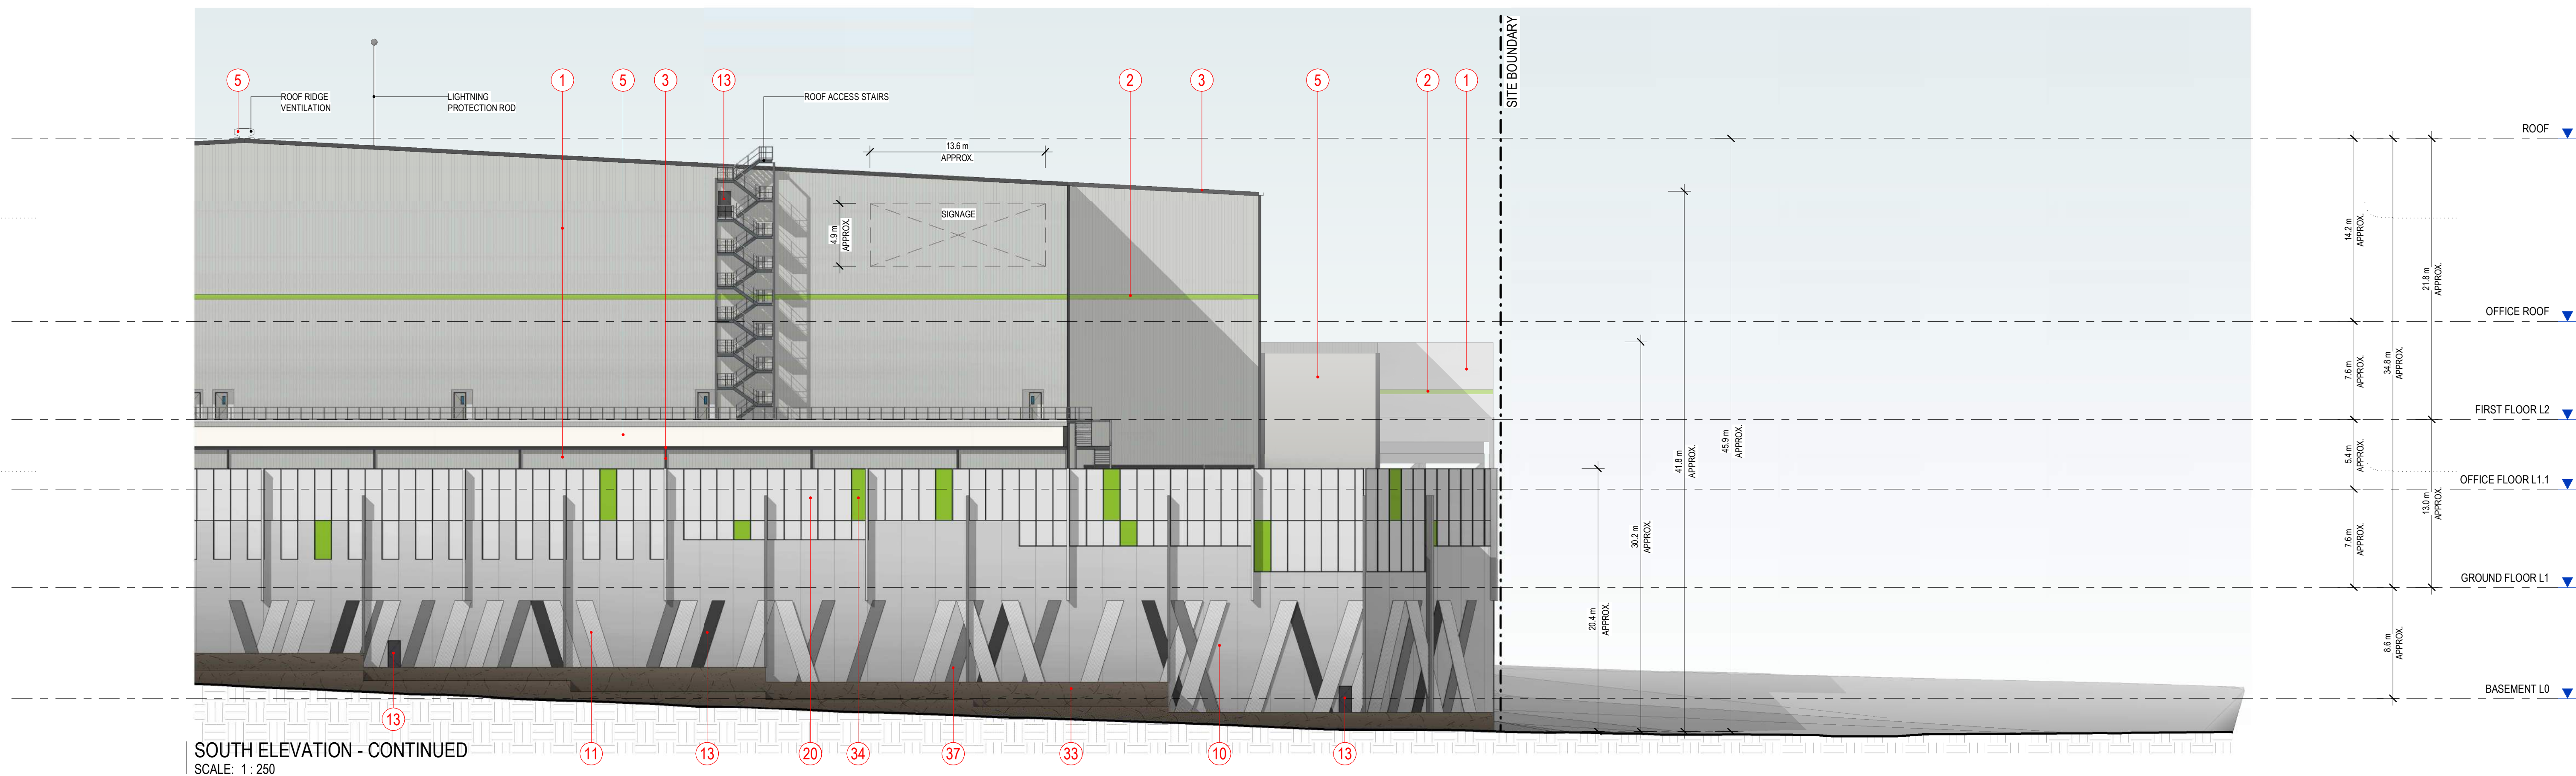 SITE BOUNDARY
5
1
5
3
13
2
3
5
2
1
ROOF RIDGE
VENTILATION
LIGHTNING
PROTECTION ROD
ROOF ACCESS STAIRS
ROOF
13.6 m
APPROX.
4.9 m
APPROX.
SIGNAGE
14.2 m
APPROX.
21.8 m
APPROX.
OFFICE ROOF
7.6 m
APPROX.
34.8 m
APPROX.
FIRST FLOOR L2
45.9 m
APPROX.
41.8 m
APPROX.
30.2 m
APPROX.
20.4 m
APPROX.
5.4 m
APPROX.
OFFICE FLOOR L1.1
13.0 m
APPROX.
7.6 m
APPROX.
GROUND FLOOR L1
8.6 m
APPROX.
BASEMENT L0
13
11
13
20
34
37
33
10
13
SOUTH ELEVATION - CONTINUED
SCALE: 1 : 250